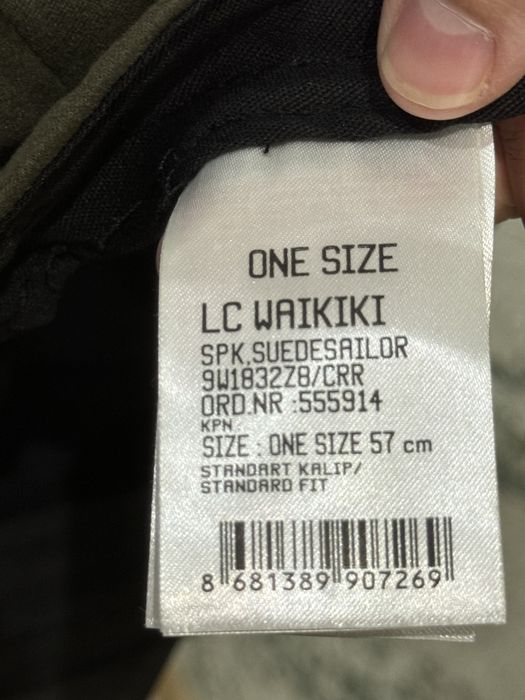 ONE SIZE
LC WAIKIKI
SPK.SUEDESAILOR
9W1832Z8/CRR
ORD.NR :555914
KPN
SIZE : ONE SIZE 57 cm
STANDART KALIP/
STANDARD FIT
8 681389 907269